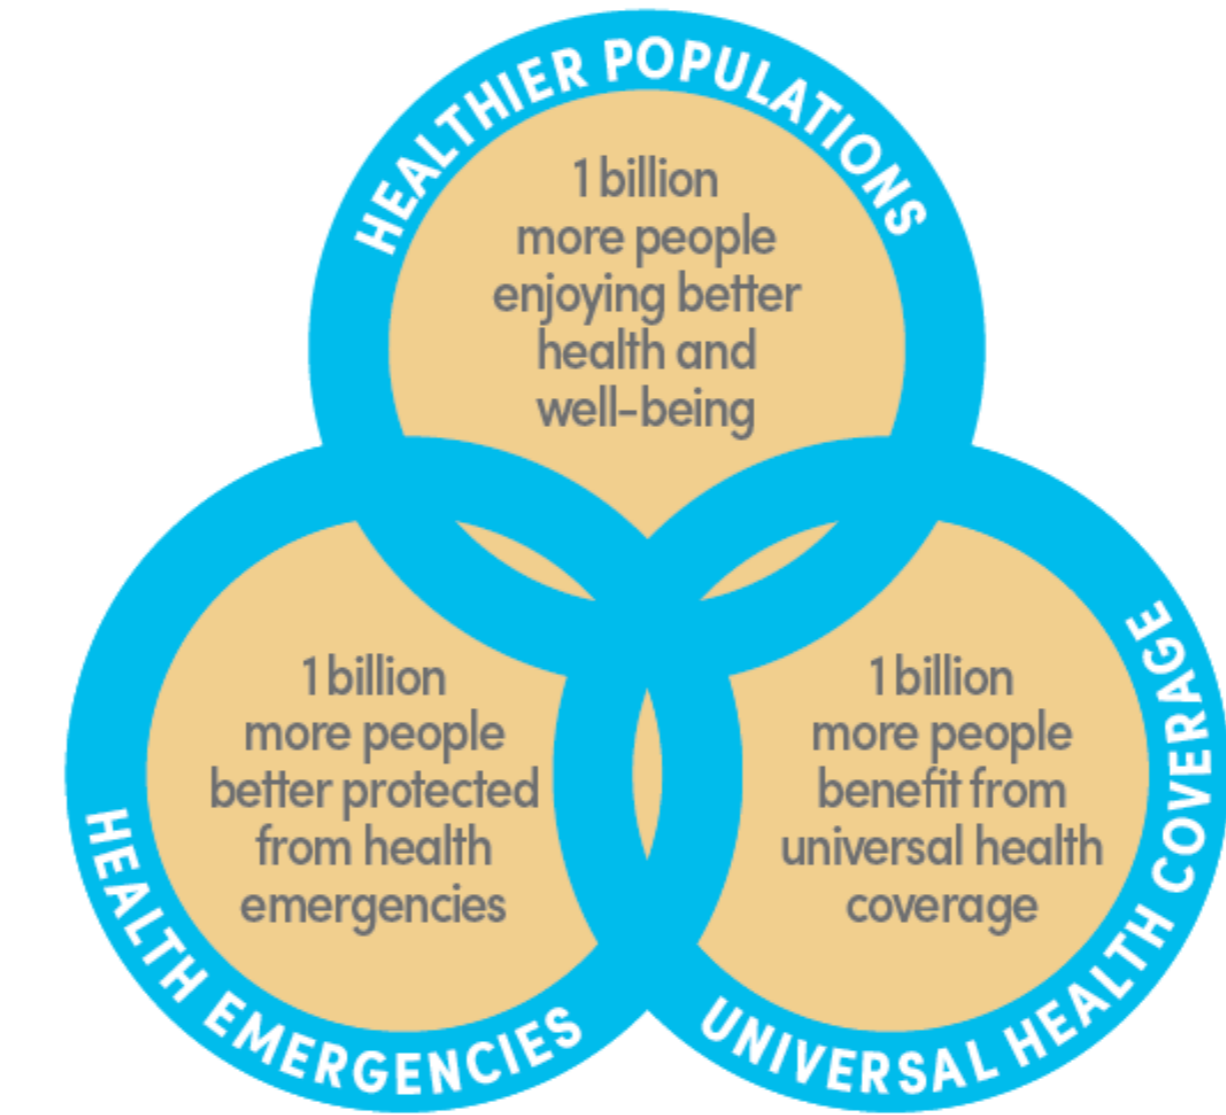 HEALTHIER POPULATIONS
1 billion
more people
enjoying better
health and
well-being
1 billion
more people
better protected
from health
emergencies
HEALTH EMERGENCIES
1 billion
more people
benefit from
universal health
coverage
UNIVERSAL HEALTH COVERAGE